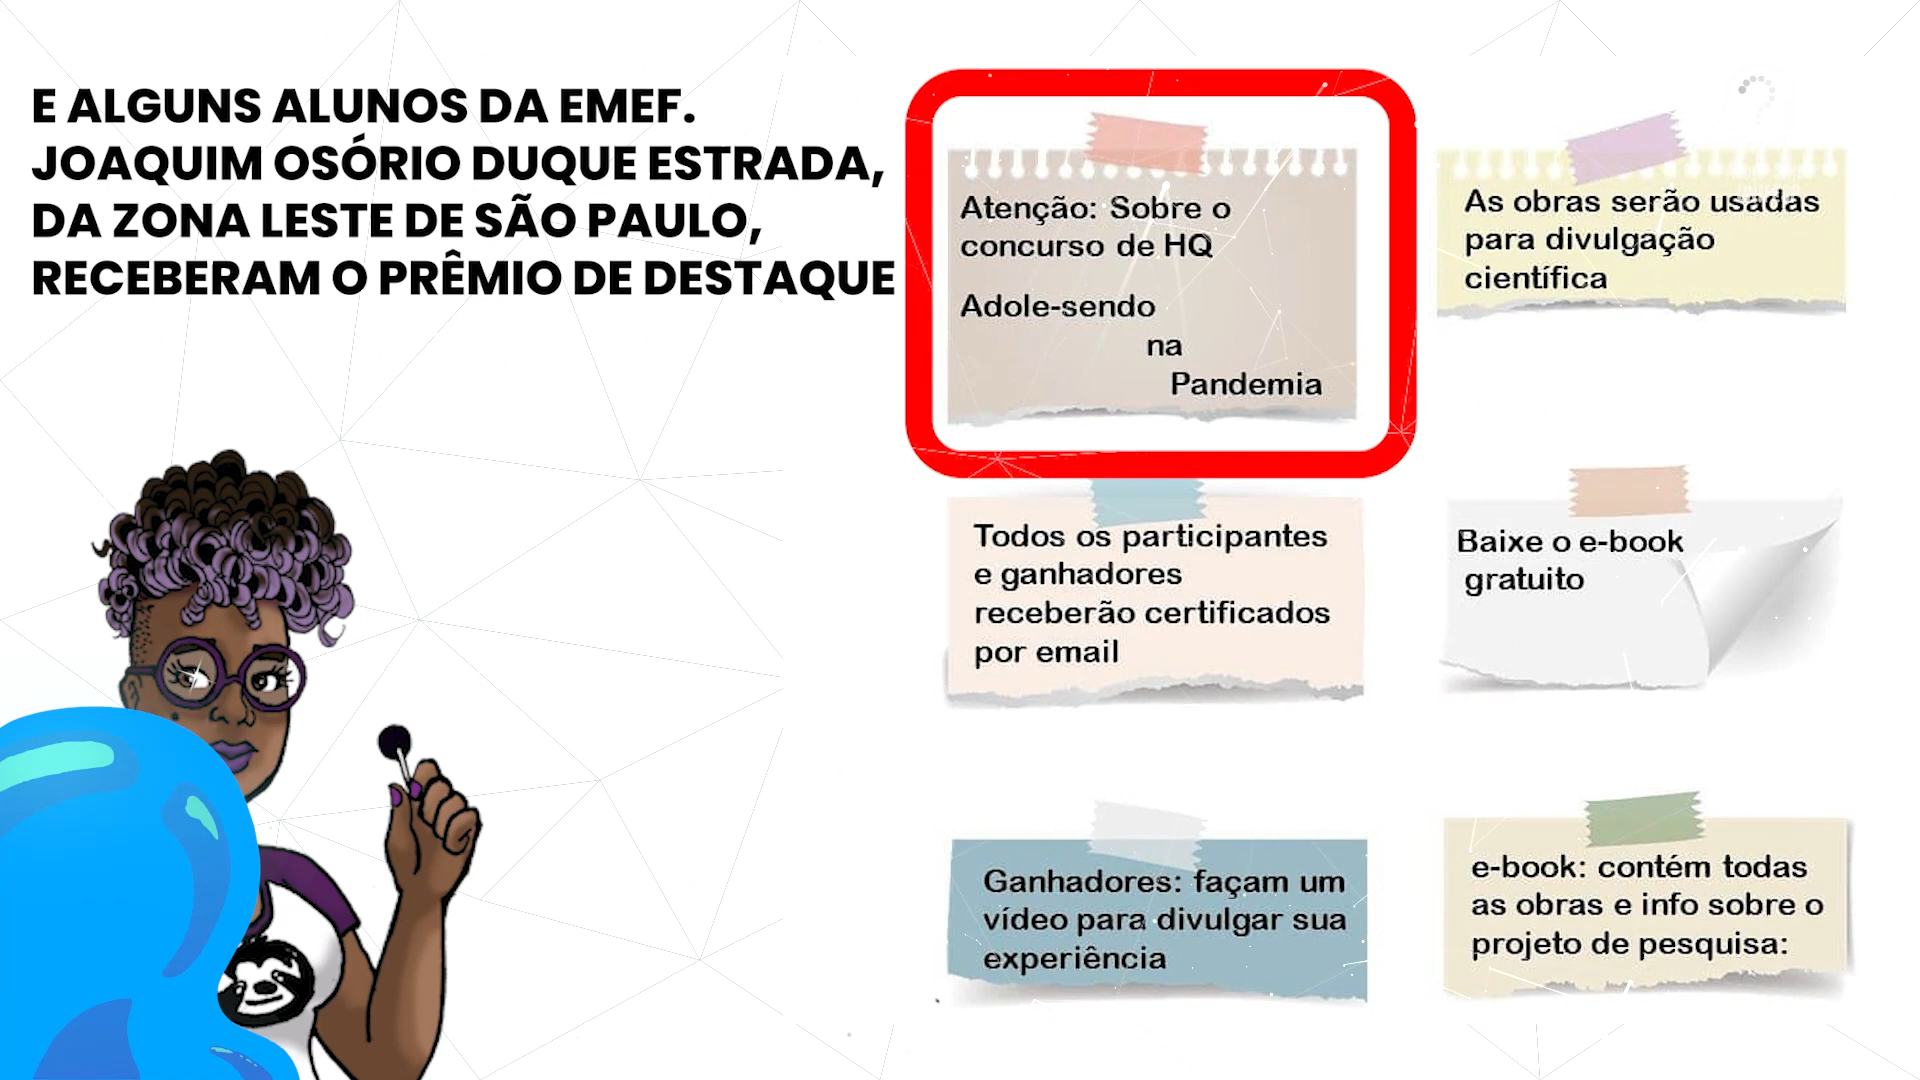 E ALGUNS ALUNOS DA EMEF.
JOAQUIM OSÓRIO DUQUE ESTRADA,
DA ZONA LESTE DE SÃO PAULO,
RECEBERAM O PRÊMIO DE DESTAQUE
Atenção: Sobre o
concurso de HQ
Adole-sendo
na
Pandemia
As obras serão usadas
para divulgação
científica
Todos os participantes
e ganhadores
receberão certificados
por email
Baixe o e-book
gratuito
Ganhadores: façam um
vídeo para divulgar sua
experiência
e-book: contém todas
as obras e info sobre o
projeto de pesquisa: